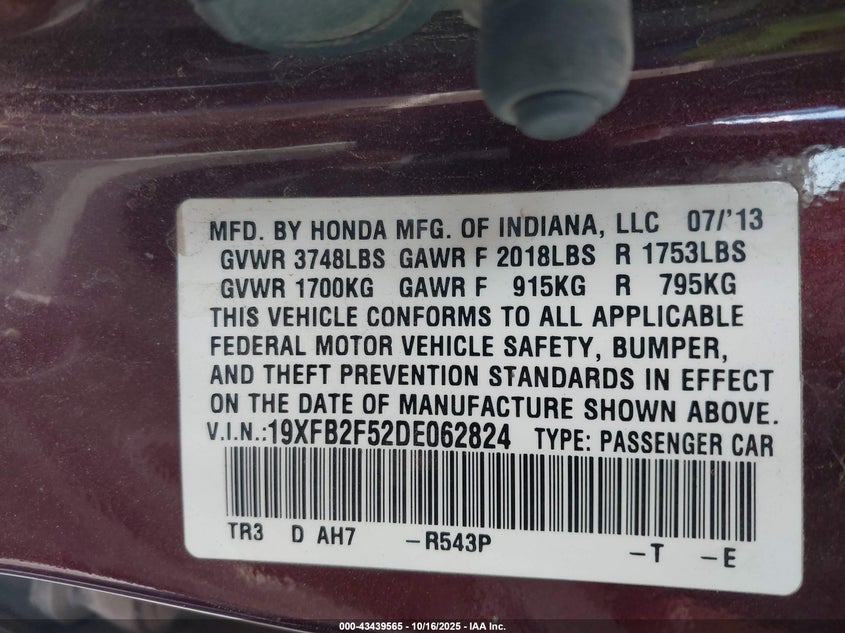 MFD. BY HONDA MFG. OF INDIANA, LLC 07/'13
GVWR 3748LBS GAWR F 2018LBS R 1753LBS
GVWR 1700KG GAWR F 915KG R 795KG
THIS VEHICLE CONFORMS TO ALL APPLICABLE
FEDERAL MOTOR VEHICLE SAFETY, BUMPER,
AND THEFT PREVENTION STANDARDS IN EFFECT
ON THE DATE OF MANUFACTURE SHOWN ABOVE.
V.I.N.:19XFB2F52DE062824 TYPE: PASSENGER CAR
TR3 D AH7 -R543P -T -E
000-43439565 - 10/16/2025 - IAA Inc.